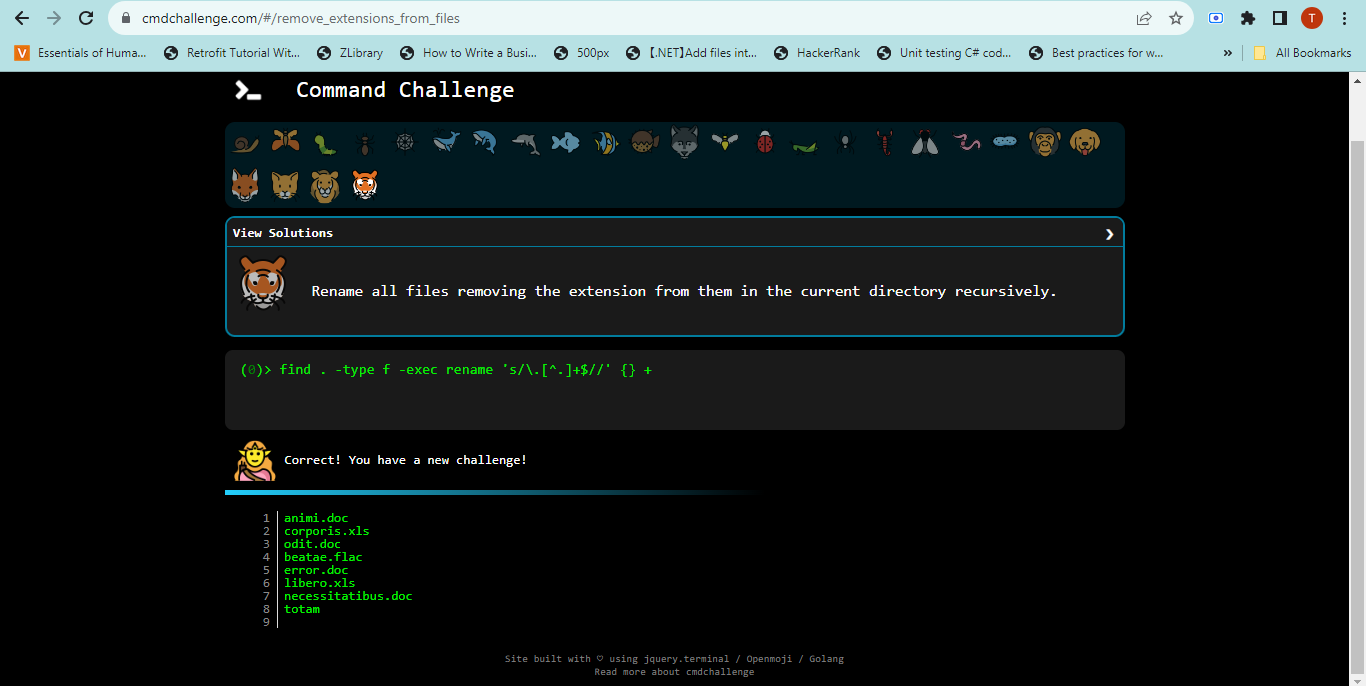 cmdchallenge.com/#/remove_extensions_from_files
T
V Essentials of Huma... Retrofit Tutorial Wit... ZLibrary How to Write a Busi... 500px 【.NET】Add files int... HackerRank Unit testing C# cod... Best practices for w... » All Bookmarks
Command Challenge
View Solutions
Rename all files removing the extension from them in the current directory recursively.
(0)> find . -type f -exec rename 's/\.[^.]+$//' {} +
Correct! You have a new challenge!
1 animi.doc
2 corporis.xls
3 odit.doc
4 beatae.flac
5 error.doc
6 libero.xls
7 necessitatibus.doc
8 totam
9
Site built with ♡ using jquery.terminal / Openmoji / Golang
Read more about cmdchallenge